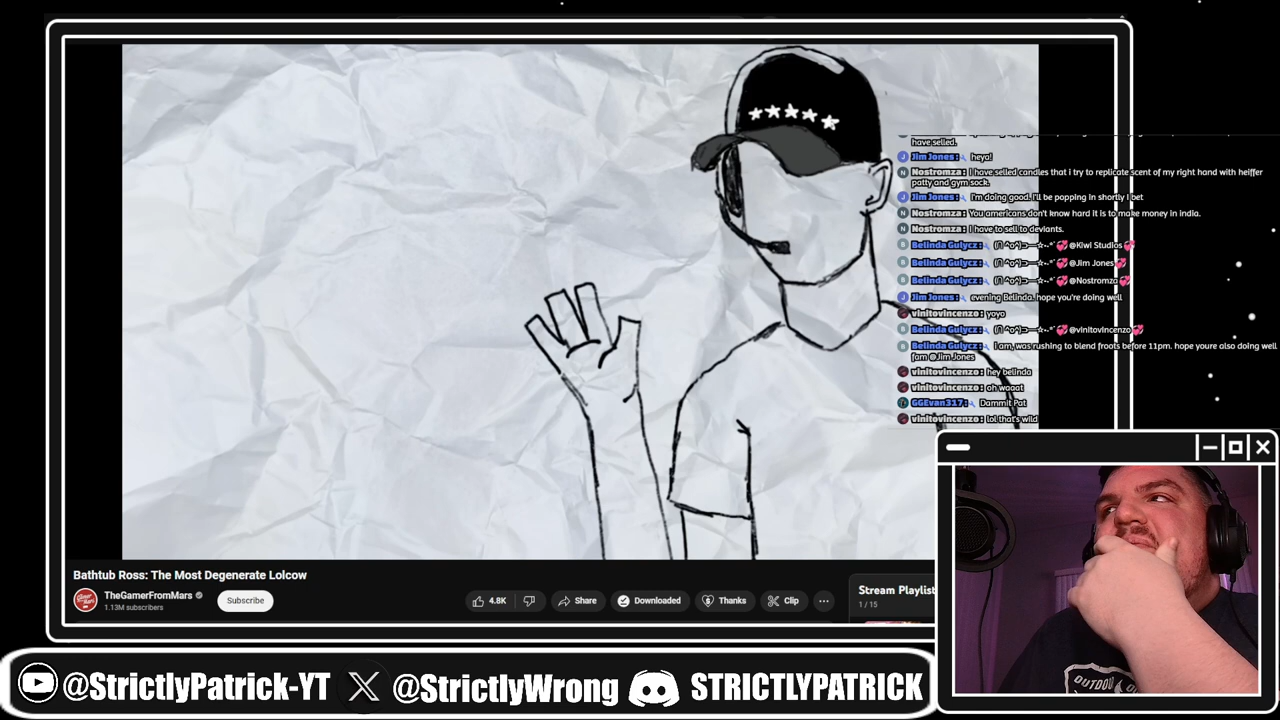 have selled.
J Jim Jones: heya!
N Nostromza: I have selled candles that i try to replicate scent of my right hand with heiffer
patty and gym sock.
J Jim Jones: I'm doing good. I'll be popping in shortly I bet
N Nostromza: You americans don't know hard it is to make money in india.
N Nostromza: I have to sell to deviants.
B Belinda Gulycz: @Kiwi Studios
B Belinda Gulycz: @Jim Jones
B Belinda Gulycz: @Nostromza
J Jim Jones: evening Belinda, hope you're doing well
vinitovincenzo: yoyo
B Belinda Gulycz: @vinitovincenzo
B Belinda Gulycz: i am, was rushing to blend froots before 11pm. hope youre also doing well
fam @Jim Jones
vinitovincenzo: hey belinda
vinitovincenzo: oh waaat
GGEvan317: Dammit Pat
vinitovincenzo: lol that's wild
Bathtub Ross: The Most Degenerate Lolcow
TheGamerFromMars
1.13M subscribers
Subscribe
4.8K
Share
Downloaded
Thanks
Clip
Stream Playlist
1 / 15
@StrictlyPatrick-YT
@StrictlyWrong
STRICTLYPATRICK